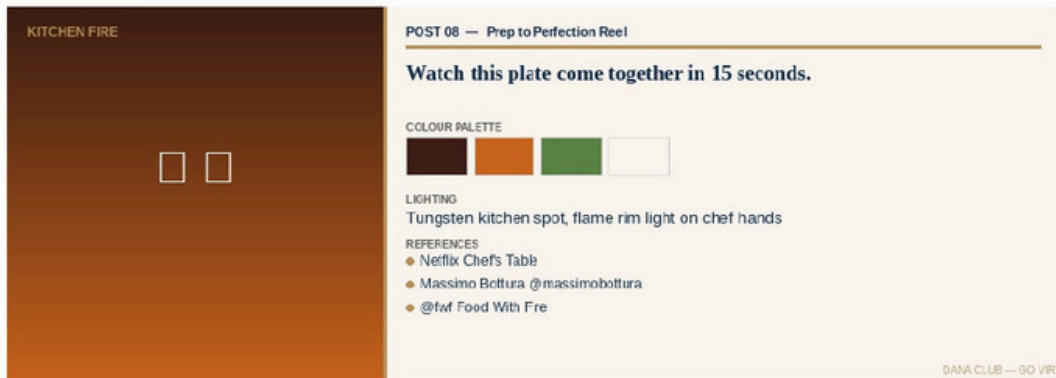 KITCHEN FIRE
POST 08 — Prep to Perfection Reel
Watch this plate come together in 15 seconds.
COLOUR PALETTE
LIGHTING
Tungsten kitchen spot, flame rim light on chef hands
REFERENCES
Netflix Chef's Table
Massimo Bottura @massimobottura
@fwf Food With Fire
DANA CLUB — GO VIR